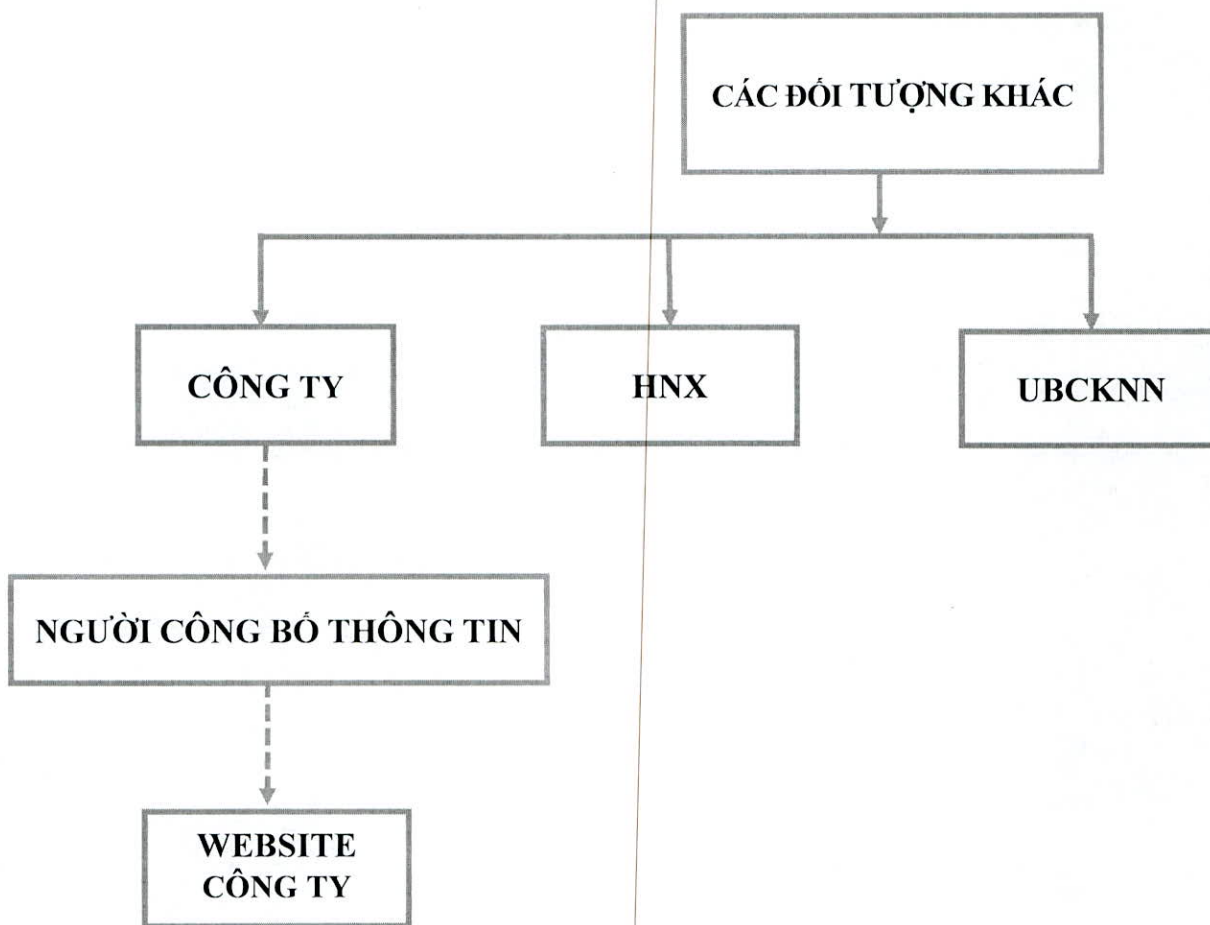 CÁC ĐỐI TƯỢNG KHÁC
CÔNG TY
HNX
UBCKNN
NGƯỜI CÔNG BỐ THÔNG TIN
WEBSITE
CÔNG TY